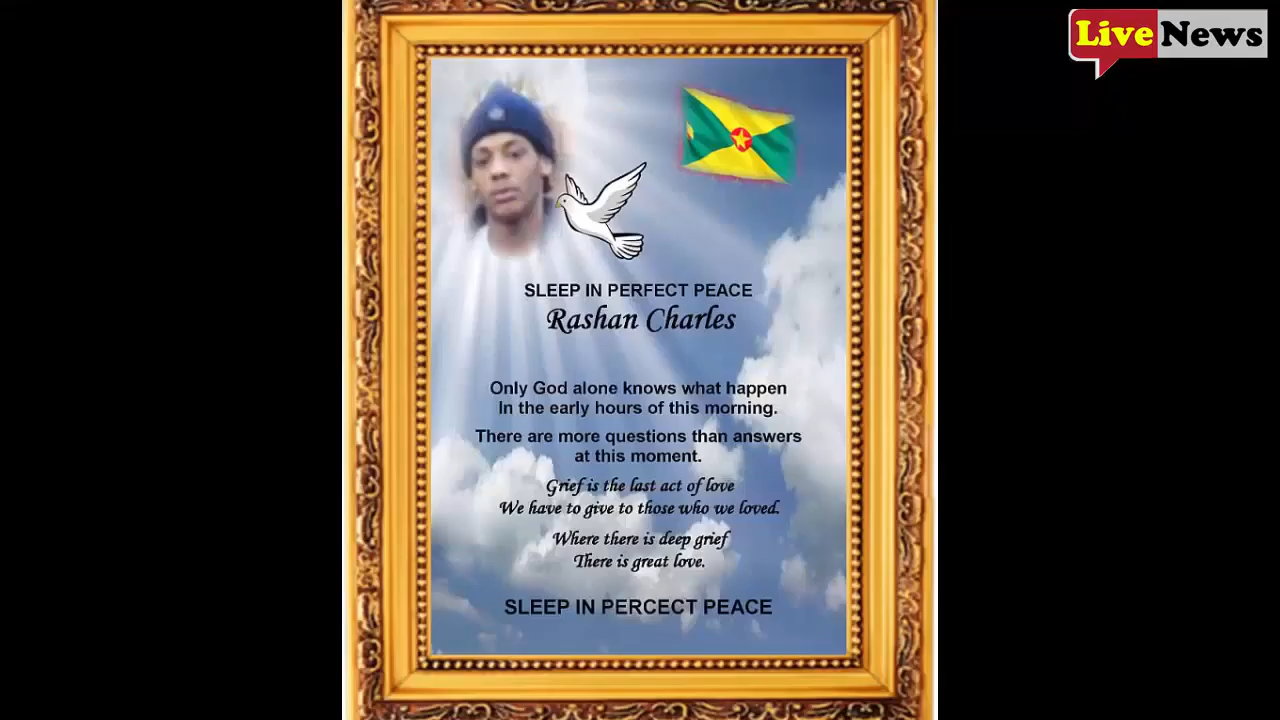 Live News
SLEEP IN PERFECT PEACE
Rashan Charles
Only God alone knows what happen
In the early hours of this morning.
There are more questions than answers
at this moment.
Grief is the last act of love
We have to give to those who we loved.
Where there is deep grief
There is great love.
SLEEP IN PERCECT PEACE